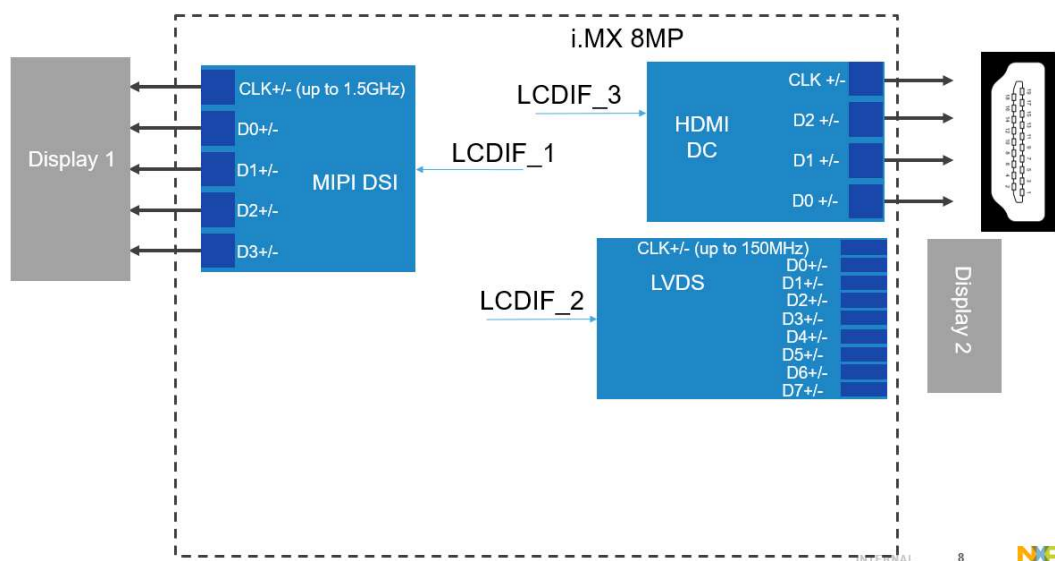 i.MX 8MP
Display 1
CLK+/- (up to 1.5GHz)
D0+/-
D1+/-
D2+/-
D3+/-
MIPI DSI
LCDIF_1
LCDIF_3
HDMI
DC
CLK +/-
D2 +/-
D1 +/-
D0 +/-
LCDIF_2
CLK+/- (up to 150MHz)
LVDS
D0+/-
D1+/-
D2+/-
D3+/-
D4+/-
D5+/-
D6+/-
D7+/-
Display 2
INTERNAL
8
NXP